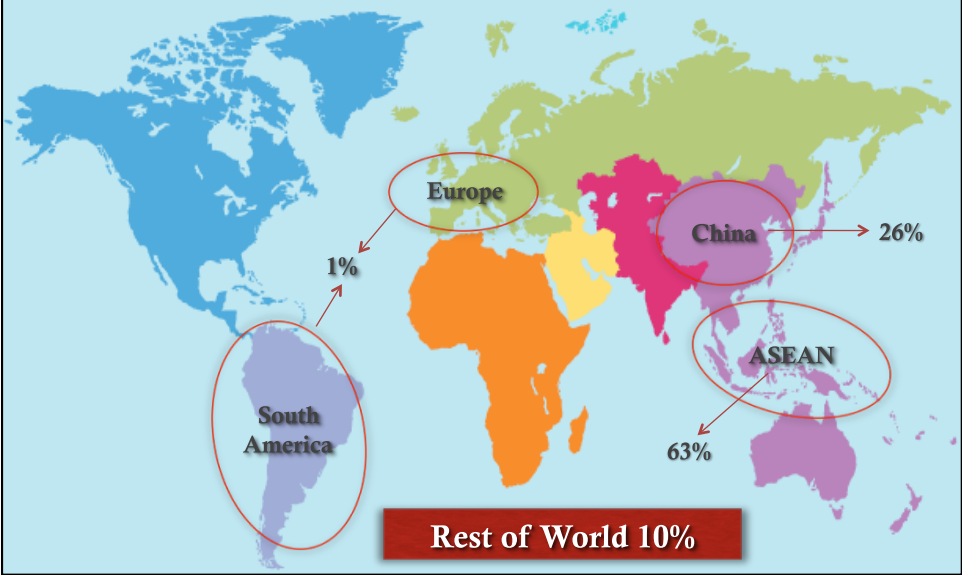 Europe
China
26%
1%
ASEAN
South
America
63%
Rest of World 10%